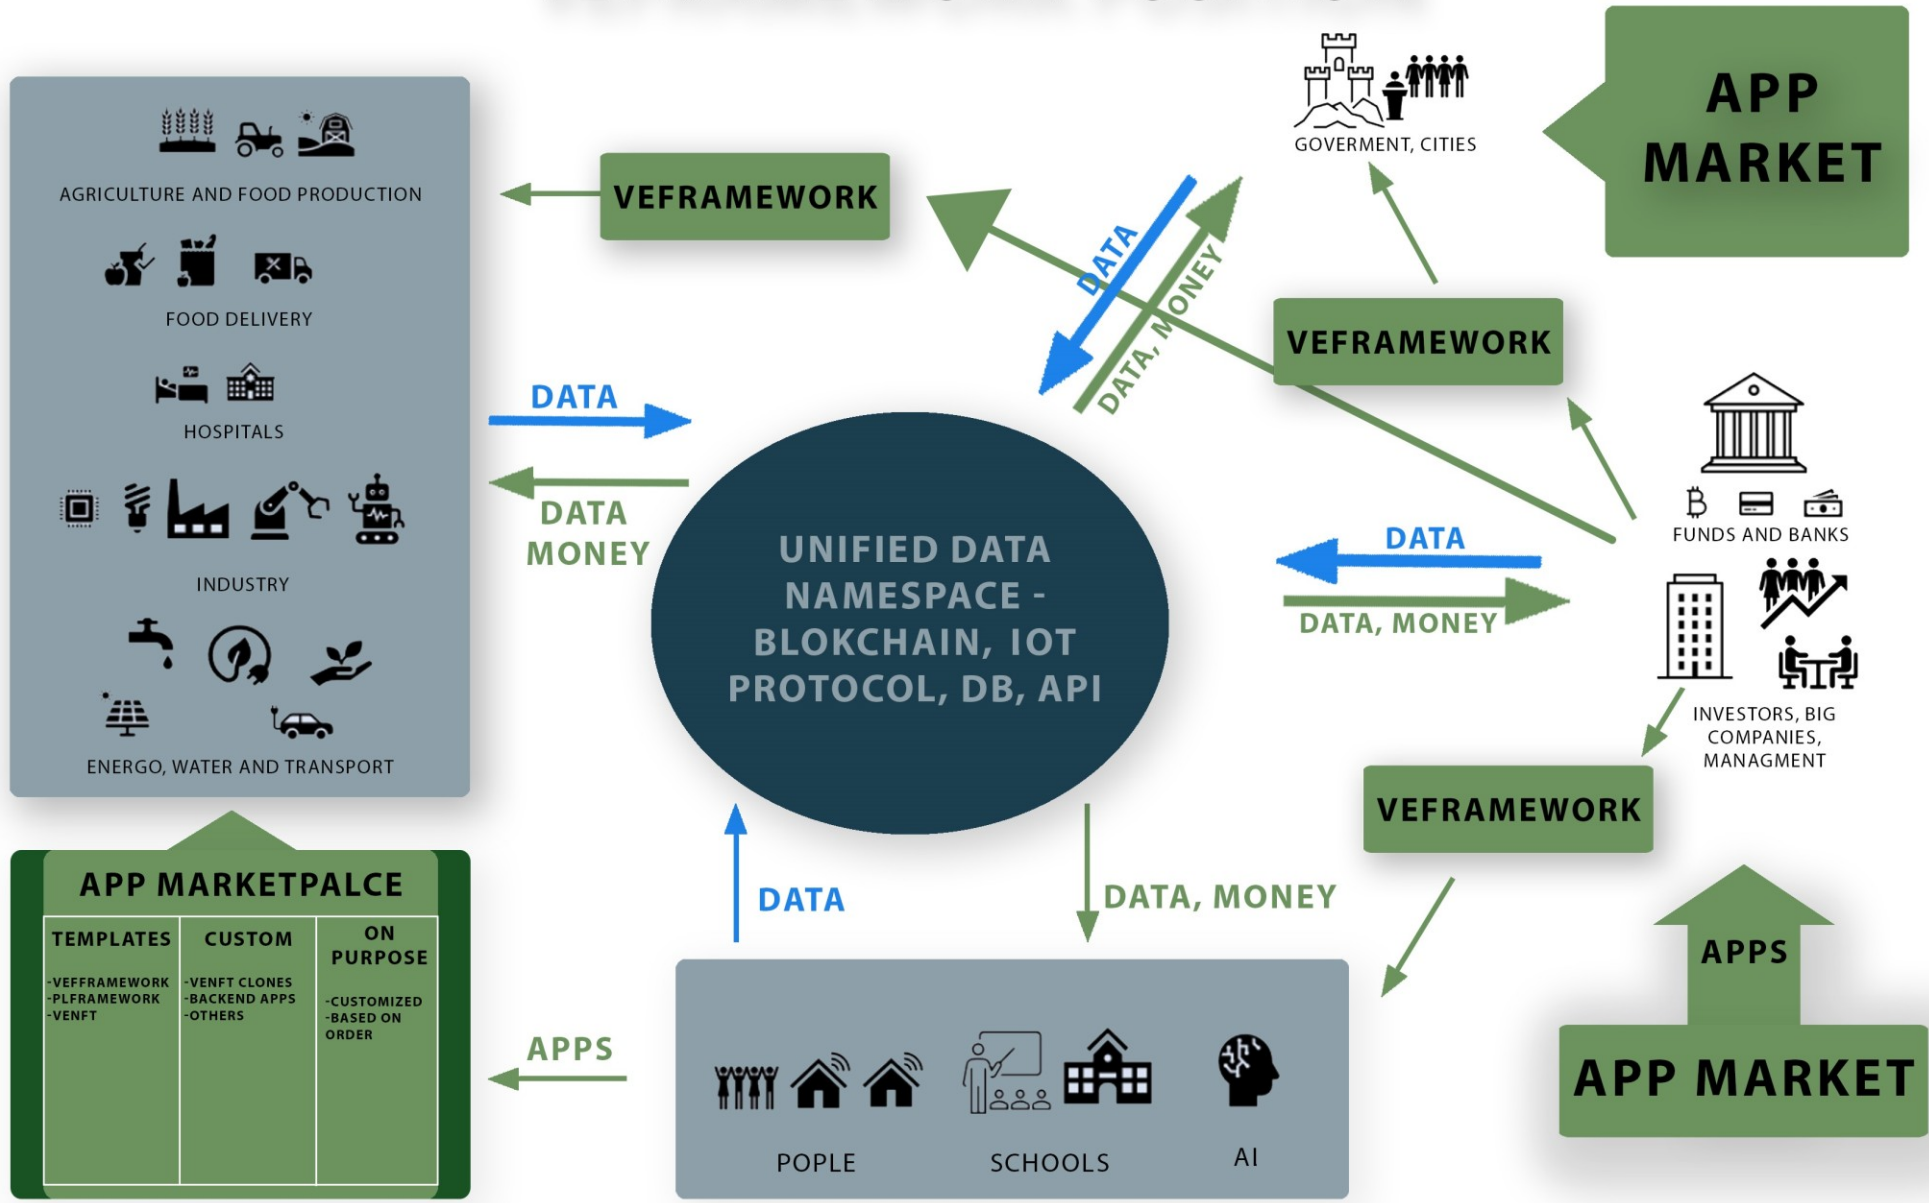 APP
MARKET
GOVERMENT, CITIES
AGRICULTURE AND FOOD PRODUCTION
VEFRAMEWORK
FOOD DELIVERY
DATA
DATA, MONEY
VEFRAMEWORK
HOSPITALS
DATA
DATA
MONEY
INDUSTRY
ENERGO, WATER AND TRANSPORT
UNIFIED DATA
NAMESPACE -
BLOKCHAIN, IOT
PROTOCOL, DB, API
DATA
DATA, MONEY
FUNDS AND BANKS
INVESTORS, BIG
COMPANIES,
MANAGMENT
VEFRAMEWORK
APP MARKETPALCE
TEMPLATES
-VEFFRAMEWORK
-PLFRAMEWORK
-VENFT
CUSTOM
-VENFT CLONES
-BACKEND APPS
-OTHERS
ON
PURPOSE
-CUSTOMIZED
-BASED ON
ORDER
DATA
DATA, MONEY
APPS
POPLE
SCHOOLS
AI
APPS
APP MARKET